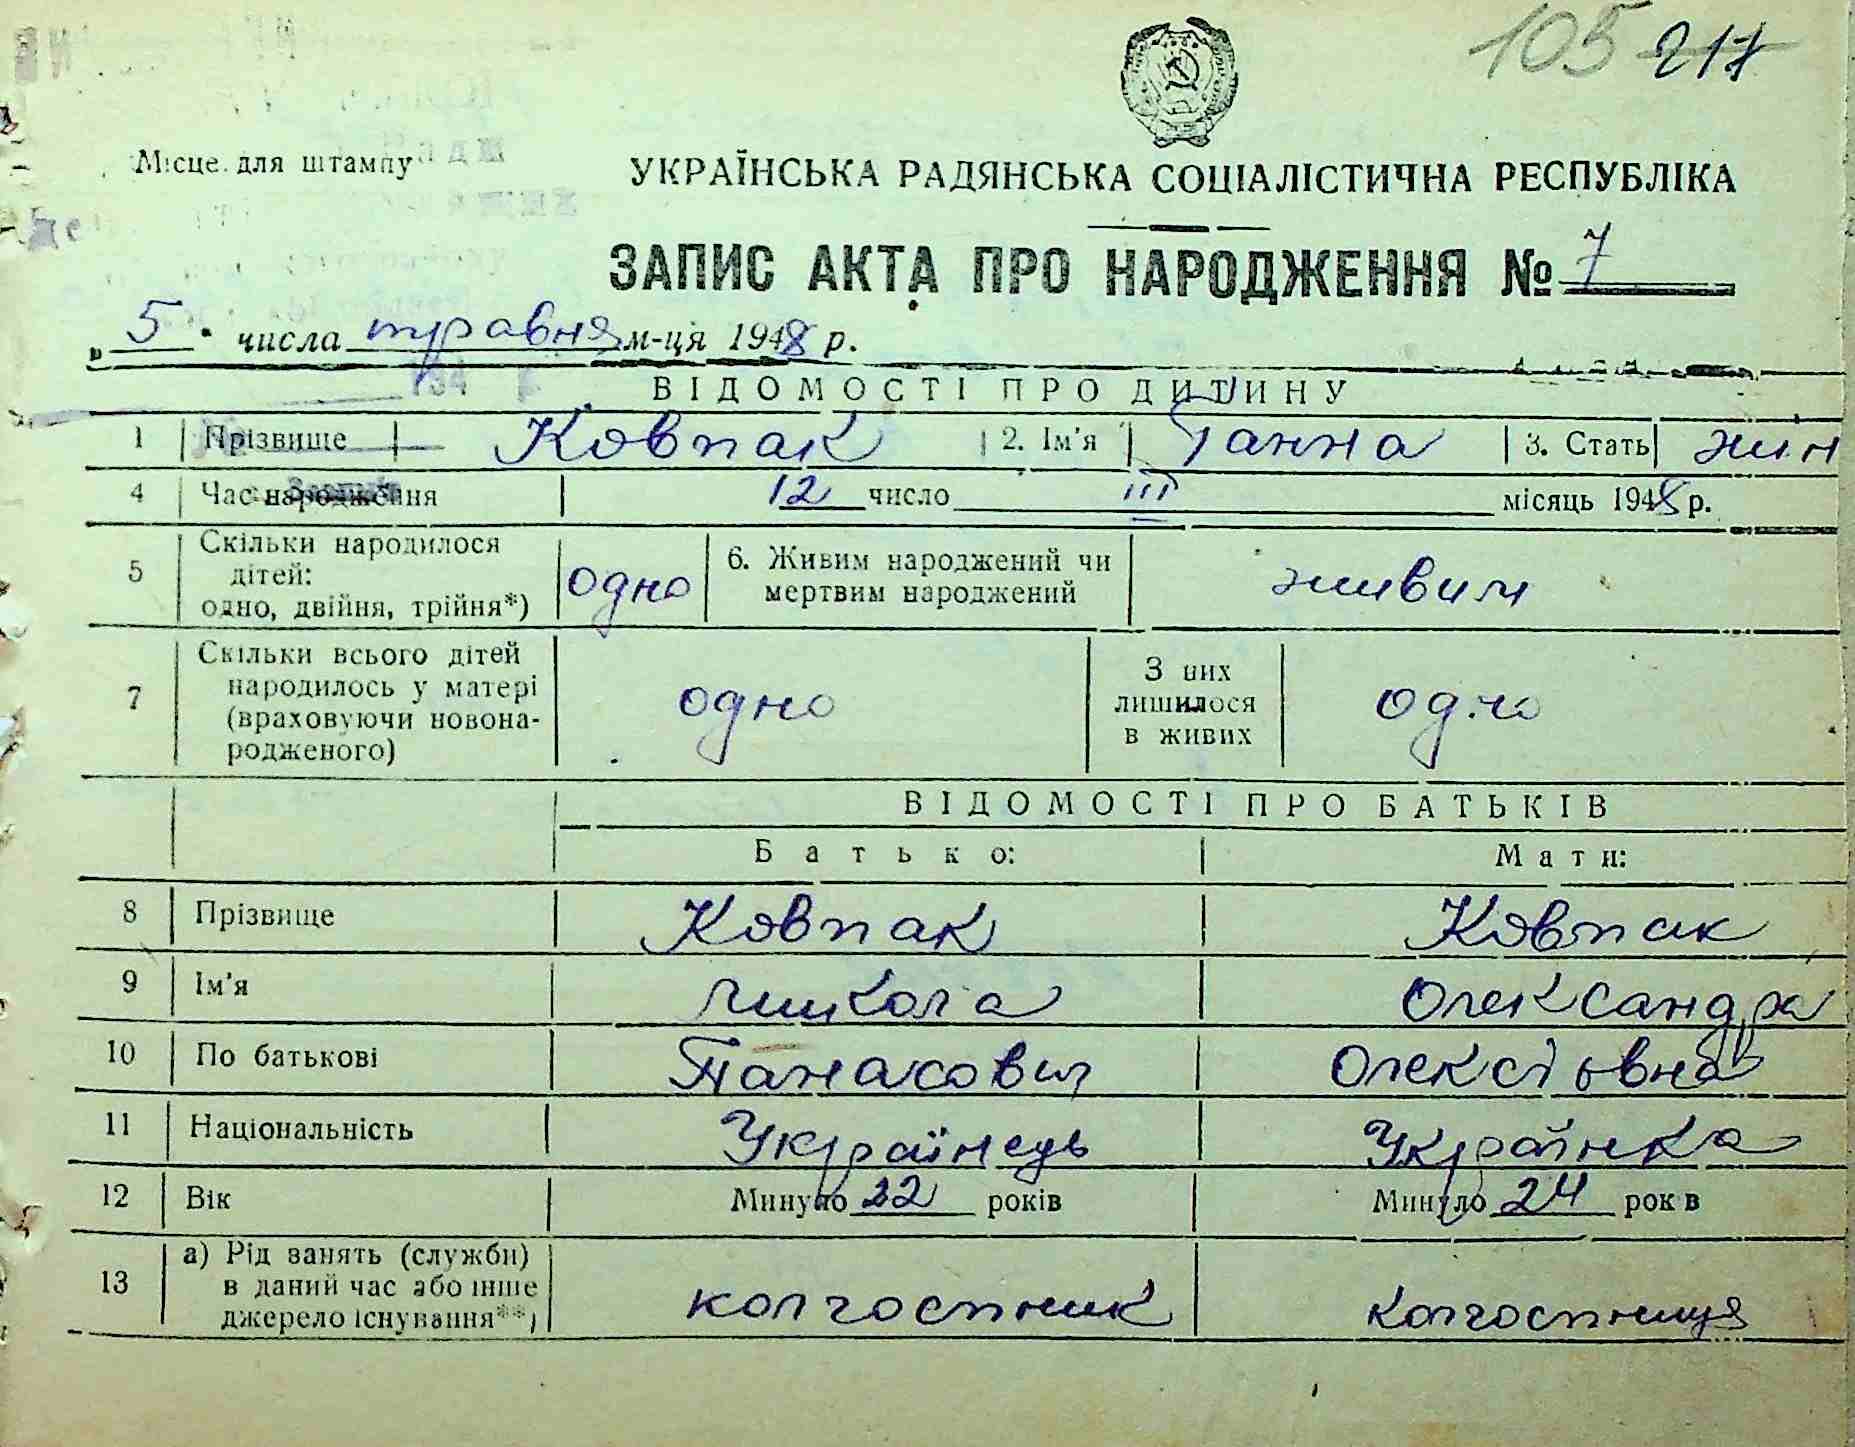 105 217
Місце для штампу
УКРАЇНСЬКА РАДЯНСЬКА СОЦІАЛІСТИЧНА РЕСПУБЛІКА
ЗАПИС АКТА ПРО НАРОДЖЕННЯ № 7
„ 5 " числа травня м-ця 1948 р.
ВІДОМОСТІ ПРО ДИТИНУ
1 Прізвище Ковпак 2. Ім'я Ганна 3. Стать жін
4 Час народження 12 число III місяць 1948 р.
5 Скільки народилося дітей: одно, двійня, трійня*) одно 6. Живим народжений чи мертвим народжений живим
7 Скільки всього дітей народилось у матері (враховуючи новона-родженого) одно З них лишилося в живих одно
ВІДОМОСТІ ПРО БАТЬКІВ
Батько: Мати:
8 Прізвище Ковпак Ковпак
9 Ім'я Микола Олександра
10 По батькові Панасович Олексіївна
11 Національність Українець Українка
12 Вік Минуло 22 років Минуло 24 рок в
13 а) Рід занять (служби) в даний час або інше джерело існування**) колгоспник колгоспниця